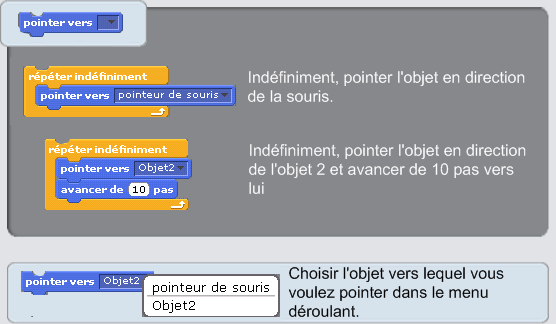 pointer vers
répéter indéfiniment
pointer vers pointeur de souris
Indéfiniment, pointer l'objet en direction
de la souris.
répéter indéfiniment
pointer vers Objet2
avancer de 10 pas
Indéfiniment, pointer l'objet en direction
de l'objet 2 et avancer de 10 pas vers
lui
pointer vers Objet2
pointeur de souris
Objet2
Choisir l'objet vers lequel vous
voulez pointer dans le menu
déroulant.